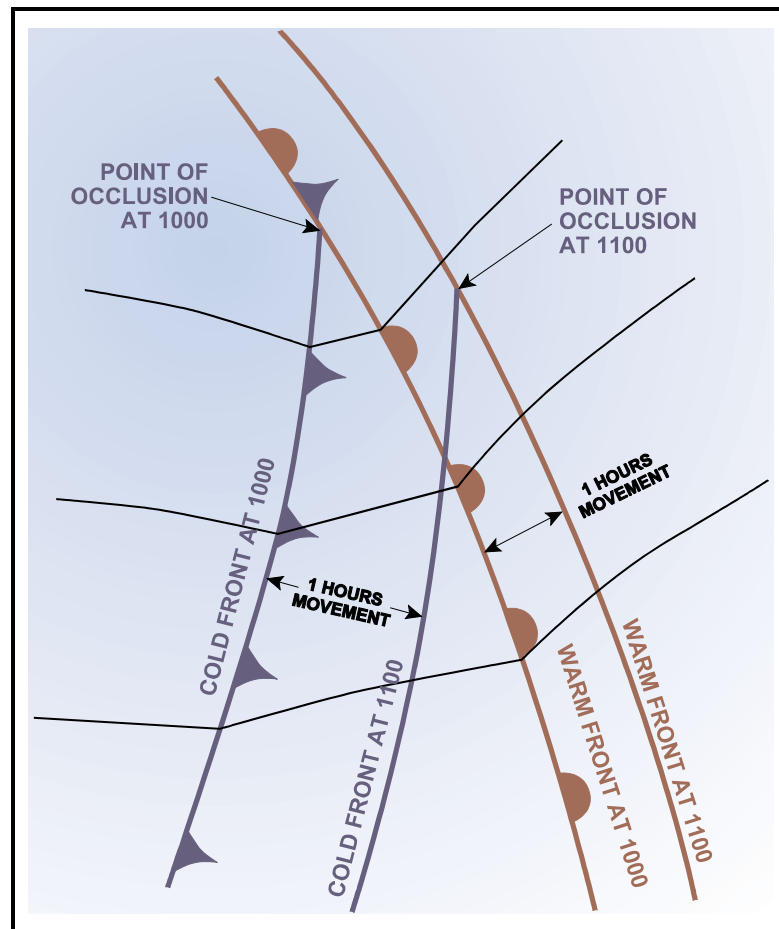 POINT OF
OCCLUSION
AT 1000
POINT OF
OCCLUSION
AT 1100
1 HOURS
MOVEMENT
COLD FRONT AT 1000
1 HOURS
MOVEMENT
COLD FRONT AT 1100
WARM FRONT AT 1000
WARM FRONT AT 1100